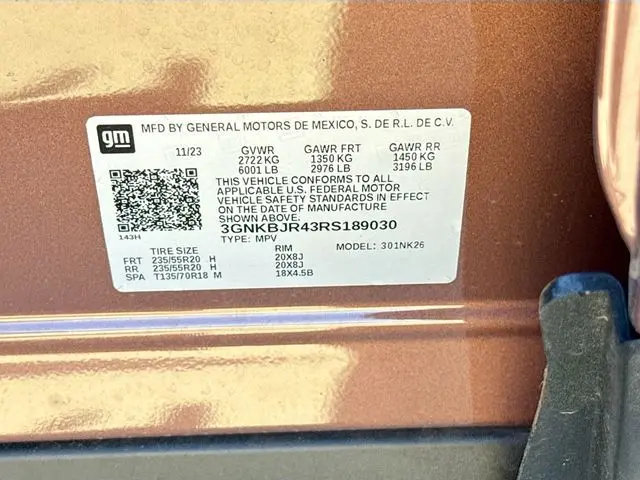 gm
MFD BY GENERAL MOTORS DE MEXICO, S. DE R.L. DE C.V.
11/23 GVWR GAWR FRT GAWR RR
2722 KG 1350 KG 1450 KG
6001 LB 2976 LB 3196 LB
THIS VEHICLE CONFORMS TO ALL
APPLICABLE U.S. FEDERAL MOTOR
VEHICLE SAFETY STANDARDS IN EFFECT
ON THE DATE OF MANUFACTURE
SHOWN ABOVE.
3GNKBJR43RS189030
143H TYPE: MPV MODEL: 301NK26
TIRE SIZE RIM
FRT 235/55R20 H 20X8J
RR 235/55R20 H 20X8J
SPA T135/70R18 M 18X4.5B